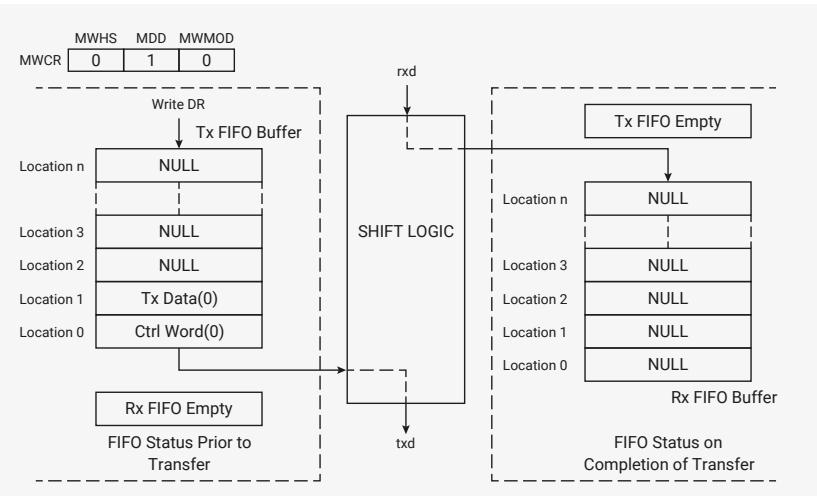 MWHS MDD MWMOD
MWCR 0 1 0
rxd
Write DR
Tx FIFO Buffer
Location n NULL
Location 3 NULL
Location 2 NULL
Location 1 Tx Data(0)
Location 0 Ctrl Word(0)
Rx FIFO Empty
FIFO Status Prior to
Transfer
SHIFT LOGIC
txd
Tx FIFO Empty
Location n NULL
Location 3 NULL
Location 2 NULL
Location 1 NULL
Location 0 NULL
Rx FIFO Buffer
FIFO Status on
Completion of Transfer